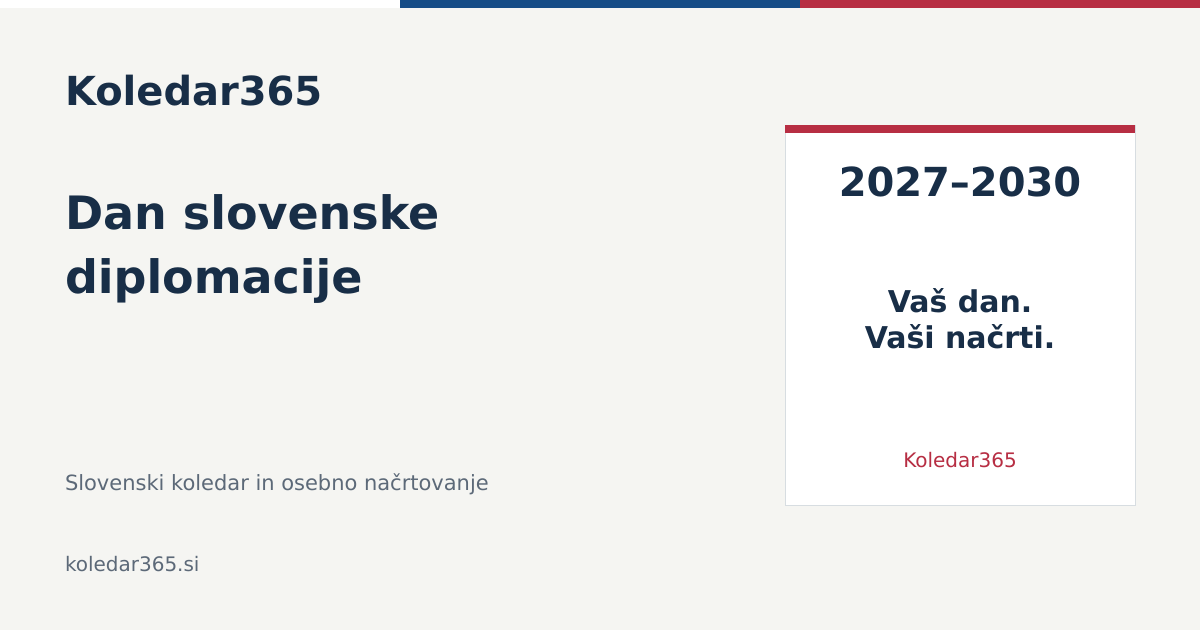 Koledar365
Dan slovenske
diplomacije
Slovenski koledar in osebno načrtovanje
koledar365.si
2027–2030
Vaš dan.
Vaši načrti.
Koledar365